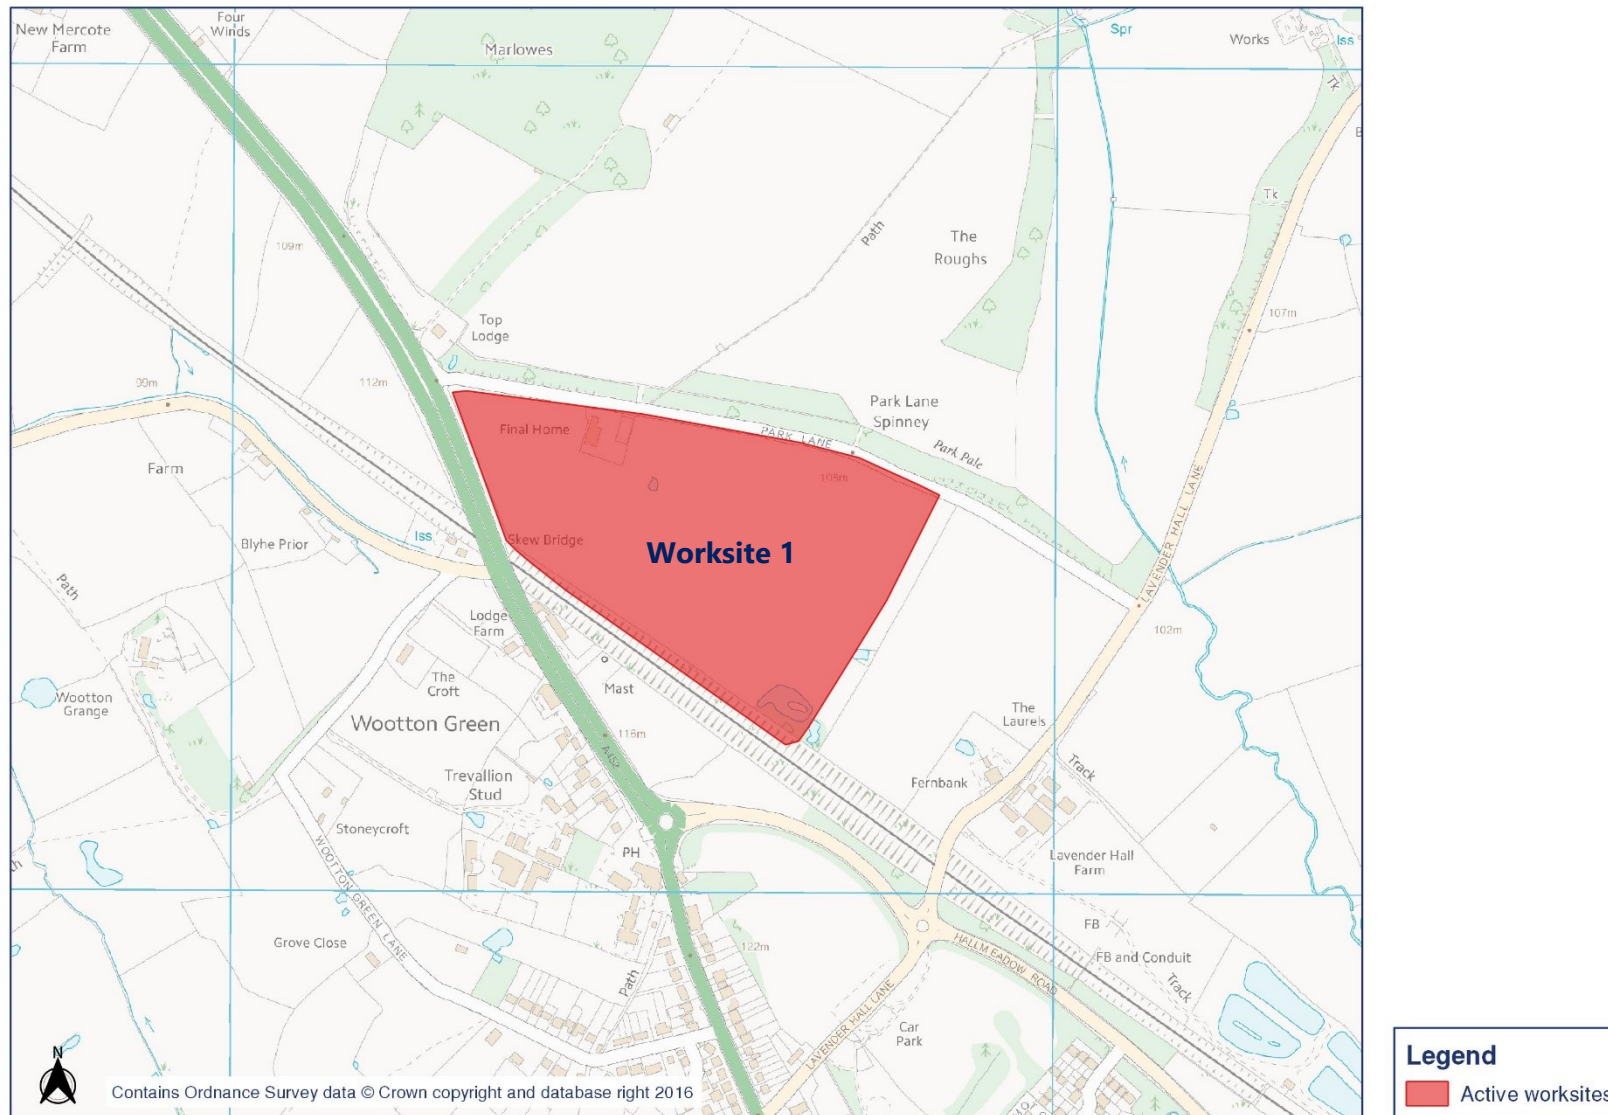 New Mercote
Farm
Four
Winds
Marlowes
Spr
Works
Iss
Tk
109m
Path
The
Roughs
Tk
107m
Top
Lodge
99m
112m
Park Lane
Spinney
Final Home
PARK LANE
Park Pale
108m
Farm
LAVENDER HALL LANE
Iss
Skew Bridge
Blyhe Prior
Worksite 1
Path
Lodge
Farm
102m
The
Croft
Mast
Wootton
Grange
Wootton Green
116m
A452
The
Laurels
Trevallion
Stud
Fernbank
Track
Stoneycroft
PH
Lavender Hall
Farm
WOOTTON GREEN LANE
Grove Close
122m
FB
HALLMEADOW ROAD
FB and Conduit
Path
Track
LAVENDER HALL LANE
Car
Park
N
Contains Ordnance Survey data © Crown copyright and database right 2016
Legend
Active worksites